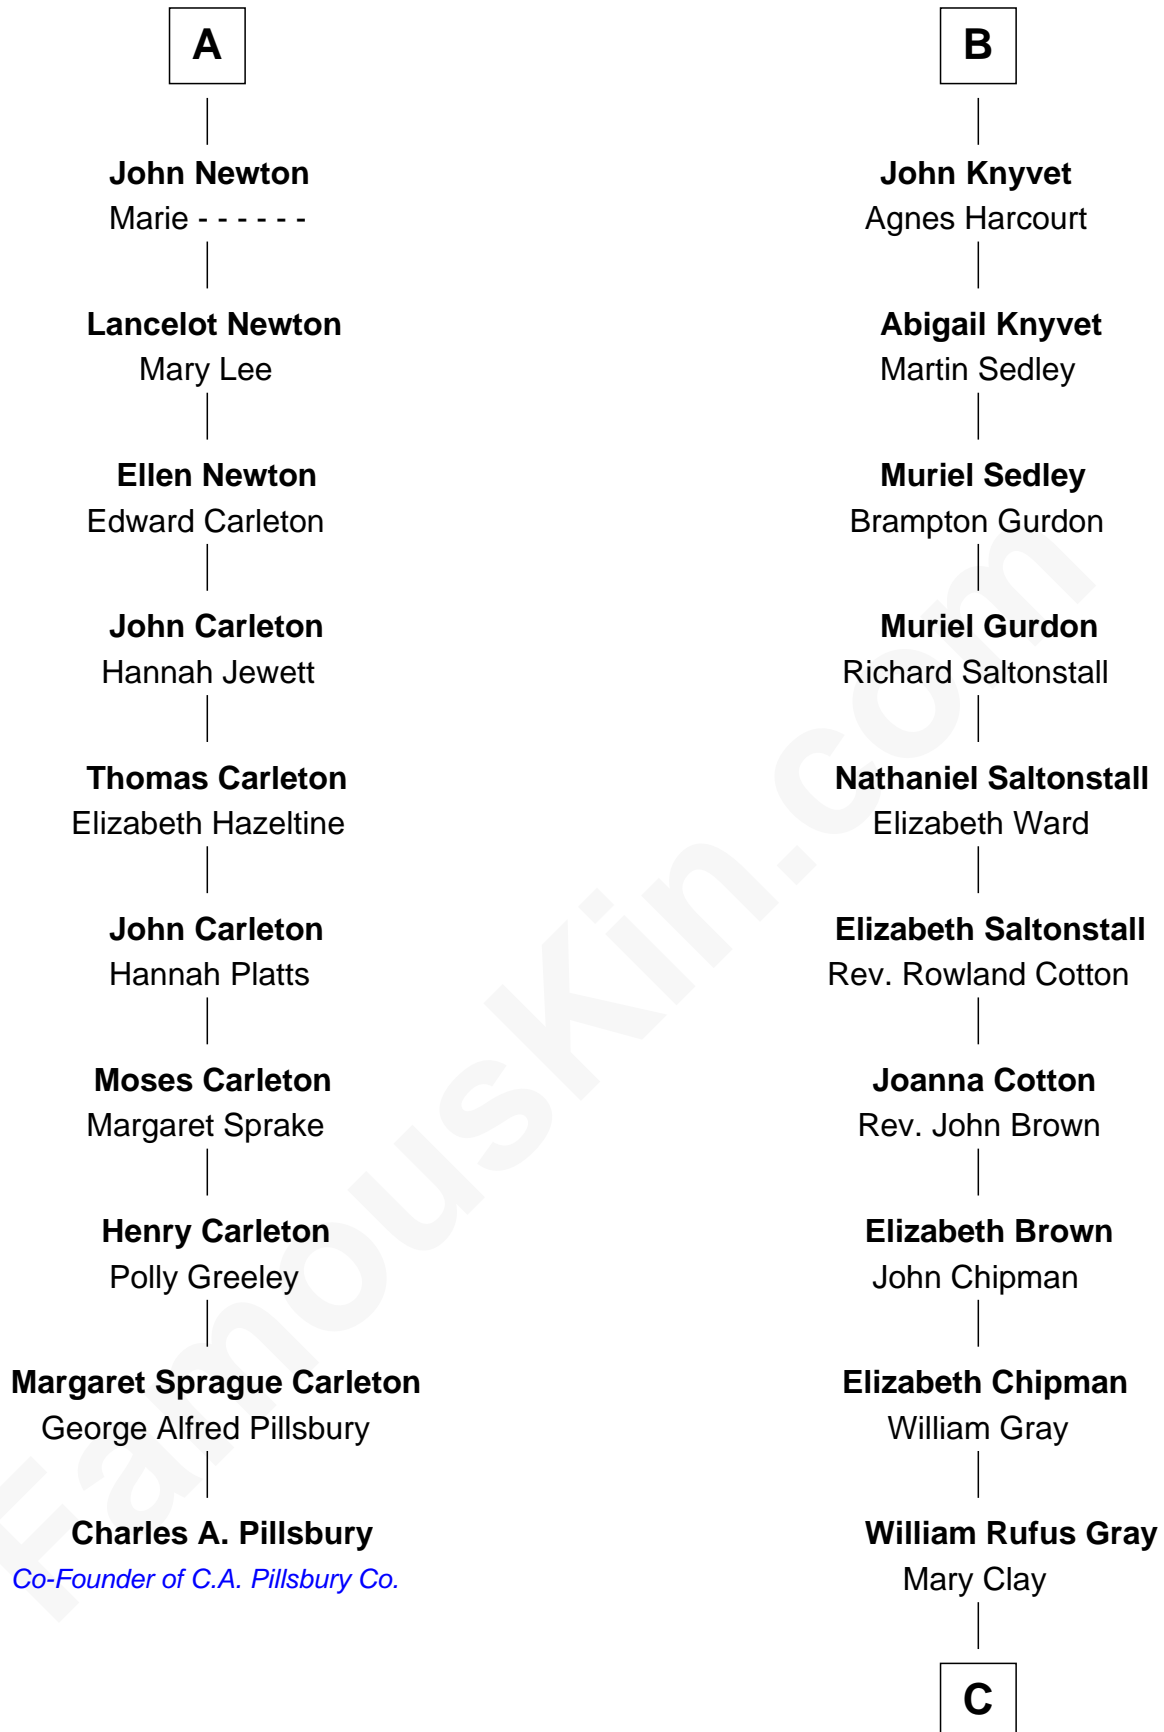 A
John Newton
Marie - - - - - -
Lancelot Newton
Mary Lee
Ellen Newton
Edward Carleton
John Carleton
Hannah Jewett
Thomas Carleton
Elizabeth Hazeltine
John Carleton
Hannah Platts
Moses Carleton
Margaret Sprake
Henry Carleton
Polly Greeley
Margaret Sprague Carleton
George Alfred Pillsbury
Charles A. Pillsbury
Co-Founder of C.A. Pillsbury Co.
B
John Knyvet
Agnes Harcourt
Abigail Knyvet
Martin Sedley
Muriel Sedley
Brampton Gurdon
Muriel Gurdon
Richard Saltonstall
Nathaniel Saltonstall
Elizabeth Ward
Elizabeth Saltonstall
Rev. Rowland Cotton
Joanna Cotton
Rev. John Brown
Elizabeth Brown
John Chipman
Elizabeth Chipman
William Gray
William Rufus Gray
Mary Clay
C
FamousKin.com